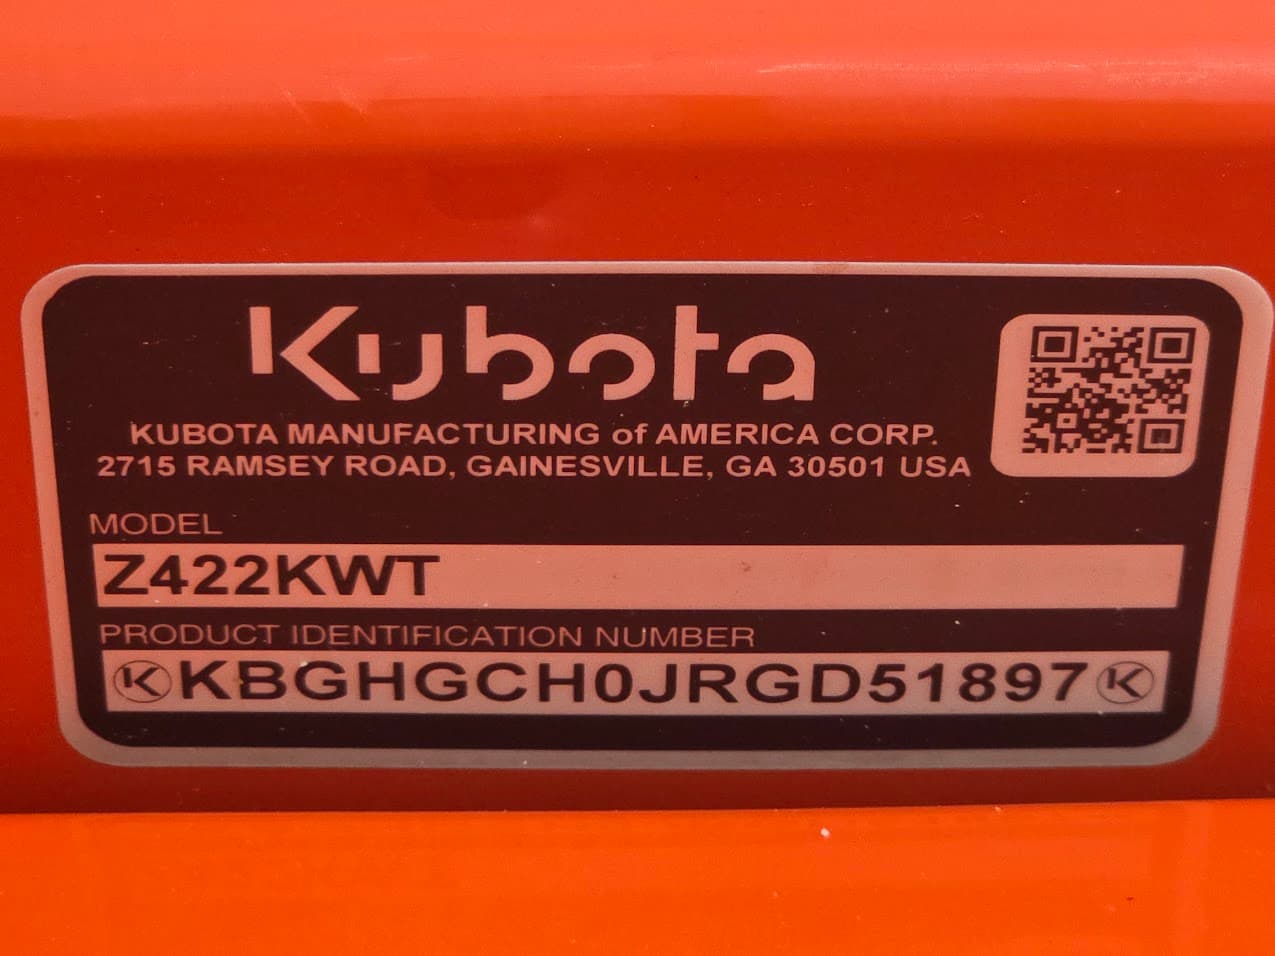 Kubota
KUBOTA MANUFACTURING of AMERICA CORP.
2715 RAMSEY ROAD, GAINESVILLE, GA 30501 USA
MODEL
Z422KWT
PRODUCT IDENTIFICATION NUMBER
KBGHGCH0JRGD51897